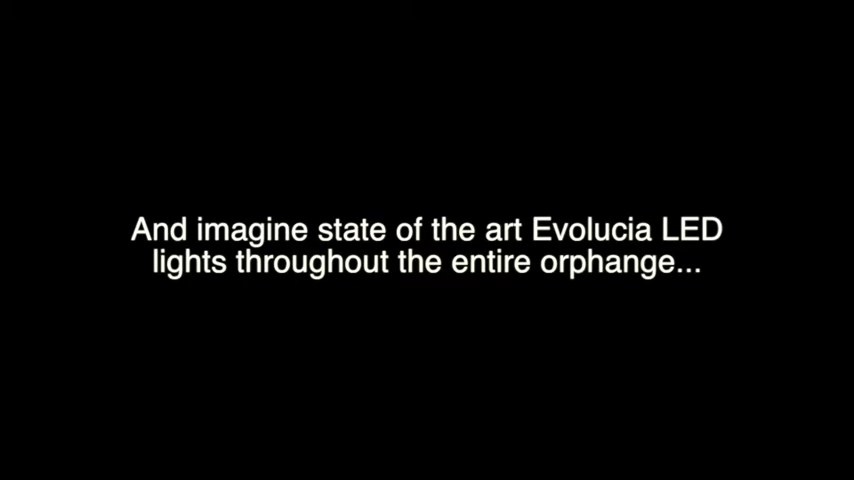 And imagine state of the art Evolucia LED
lights throughout the entire orphange...